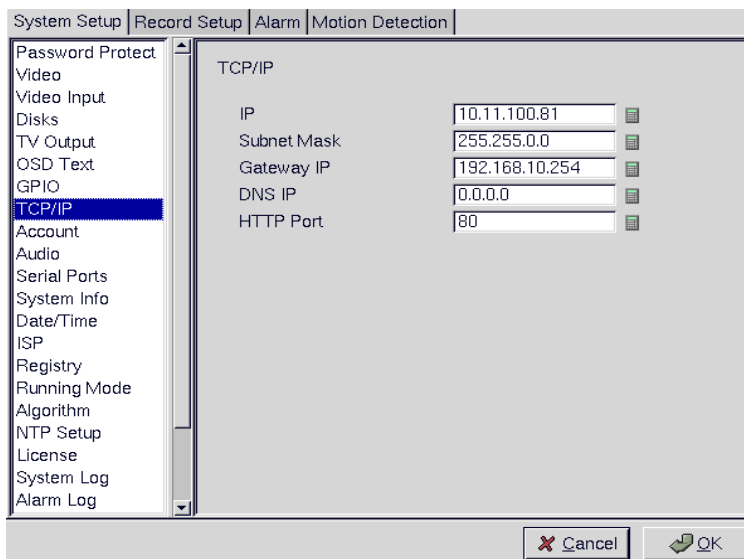 System Setup Record Setup Alarm Motion Detection
Password Protect
Video
Video Input
Disks
TV Output
OSD Text
GPIO
TCP/IP
Account
Audio
Serial Ports
System Info
Date/Time
ISP
Registry
Running Mode
Algorithm
NTP Setup
License
System Log
Alarm Log
TCP/IP
IP 10.11.100.81
Subnet Mask 255.255.0.0
Gateway IP 192.168.10.254
DNS IP 0.0.0.0
HTTP Port 80
Cancel OK